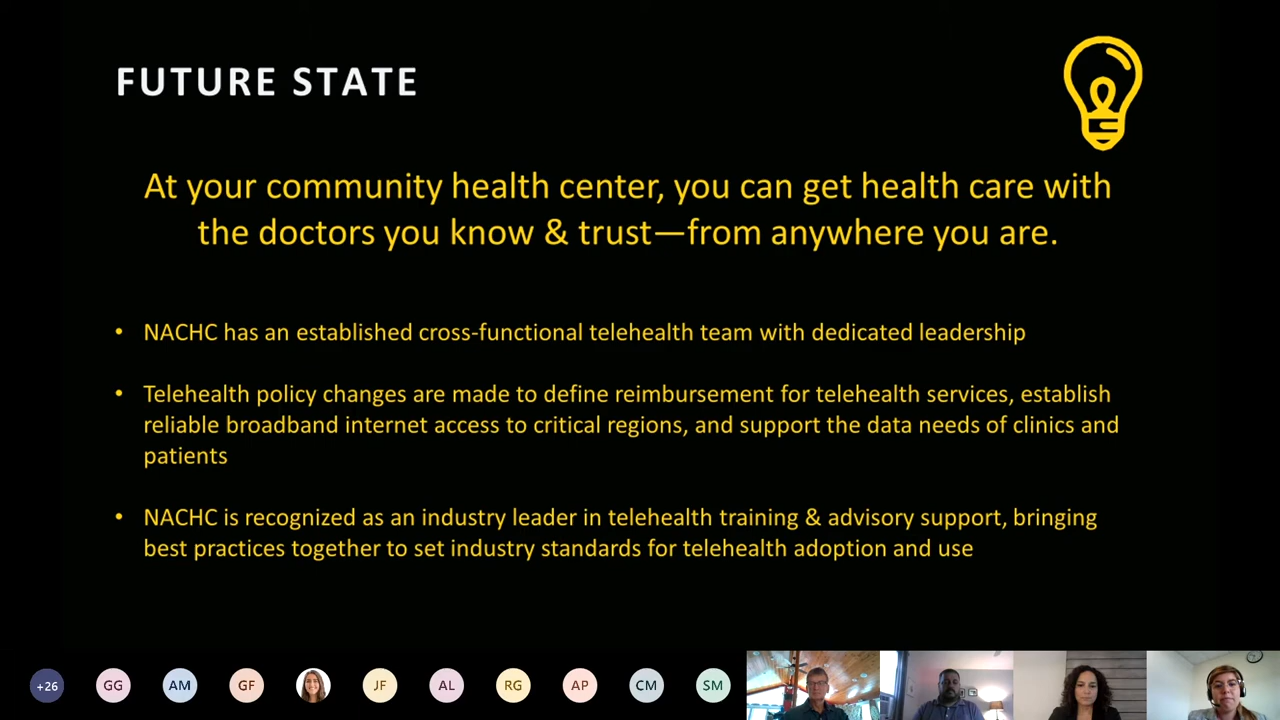 FUTURE STATE
At your community health center, you can get health care with
the doctors you know & trust—from anywhere you are.
• NACHC has an established cross-functional telehealth team with dedicated leadership
• Telehealth policy changes are made to define reimbursement for telehealth services, establish
reliable broadband internet access to critical regions, and support the data needs of clinics and
patients
• NACHC is recognized as an industry leader in telehealth training & advisory support, bringing
best practices together to set industry standards for telehealth adoption and use
+26 GG AM GF JF AL RG AP CM SM